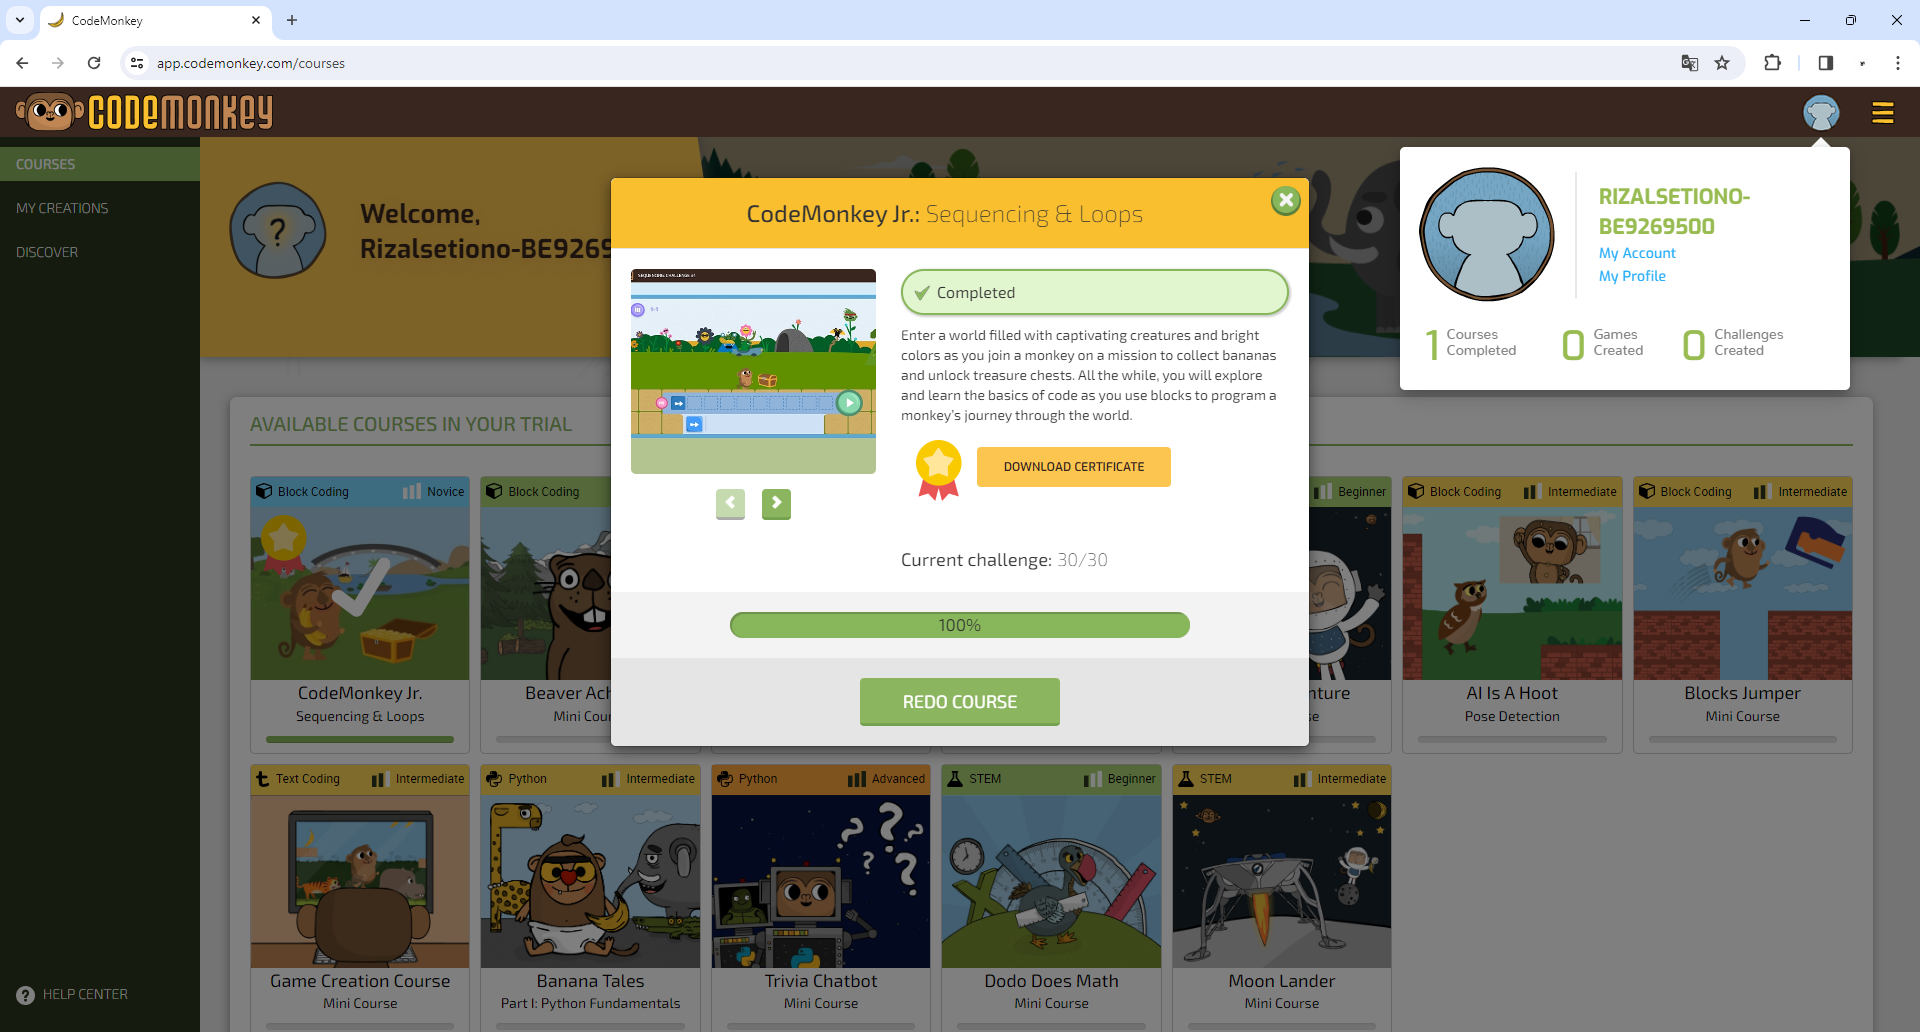 CodeMonkey
app.codemonkey.com/courses
CODEMONKEY
COURSES
MY CREATIONS
DISCOVER
HELP CENTER
Welcome,
Rizalsetiono-BE9269
RIZALSETIONO-
BE9269500
My Account
My Profile
1 Courses Completed
0 Games Created
0 Challenges Created
CodeMonkey Jr.: Sequencing & Loops
SEQUENCING CHALLENGE #1
Completed
Enter a world filled with captivating creatures and bright
colors as you join a monkey on a mission to collect bananas
and unlock treasure chests. All the while, you will explore
and learn the basics of code as you use blocks to program a
monkey's journey through the world.
DOWNLOAD CERTIFICATE
Current challenge: 30/30
100%
REDO COURSE
AVAILABLE COURSES IN YOUR TRIAL
Block Coding Novice
CodeMonkey Jr.
Sequencing & Loops
Block Coding
Beaver Ach
Mini Cour
Beginner
nture
se
Block Coding Intermediate
AI Is A Hoot
Pose Detection
Block Coding Intermediate
Blocks Jumper
Mini Course
Text Coding Intermediate
Game Creation Course
Mini Course
Python Intermediate
Banana Tales
Part I: Python Fundamentals
Python Advanced
Trivia Chatbot
Mini Course
STEM Beginner
Dodo Does Math
Mini Course
STEM Intermediate
Moon Lander
Mini Course